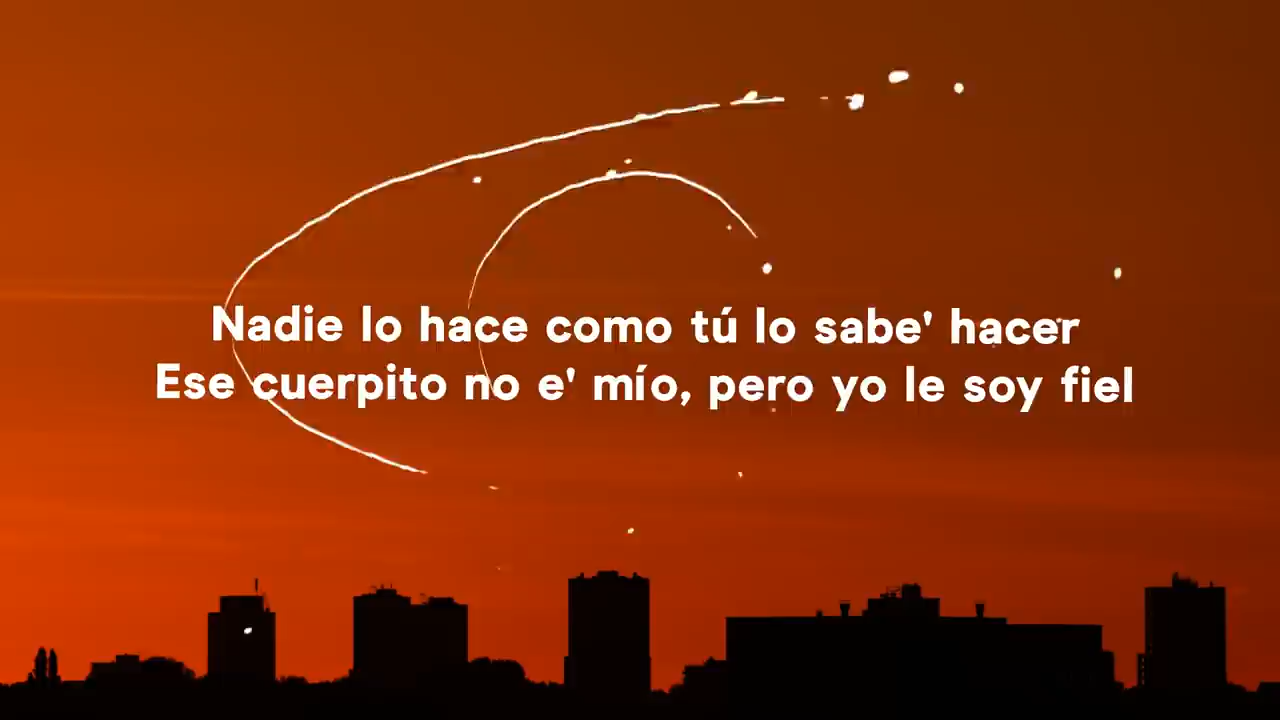 Nadie lo hace como tú lo sabe' hacer
Ese cuerpito no e' mío, pero yo le soy fiel